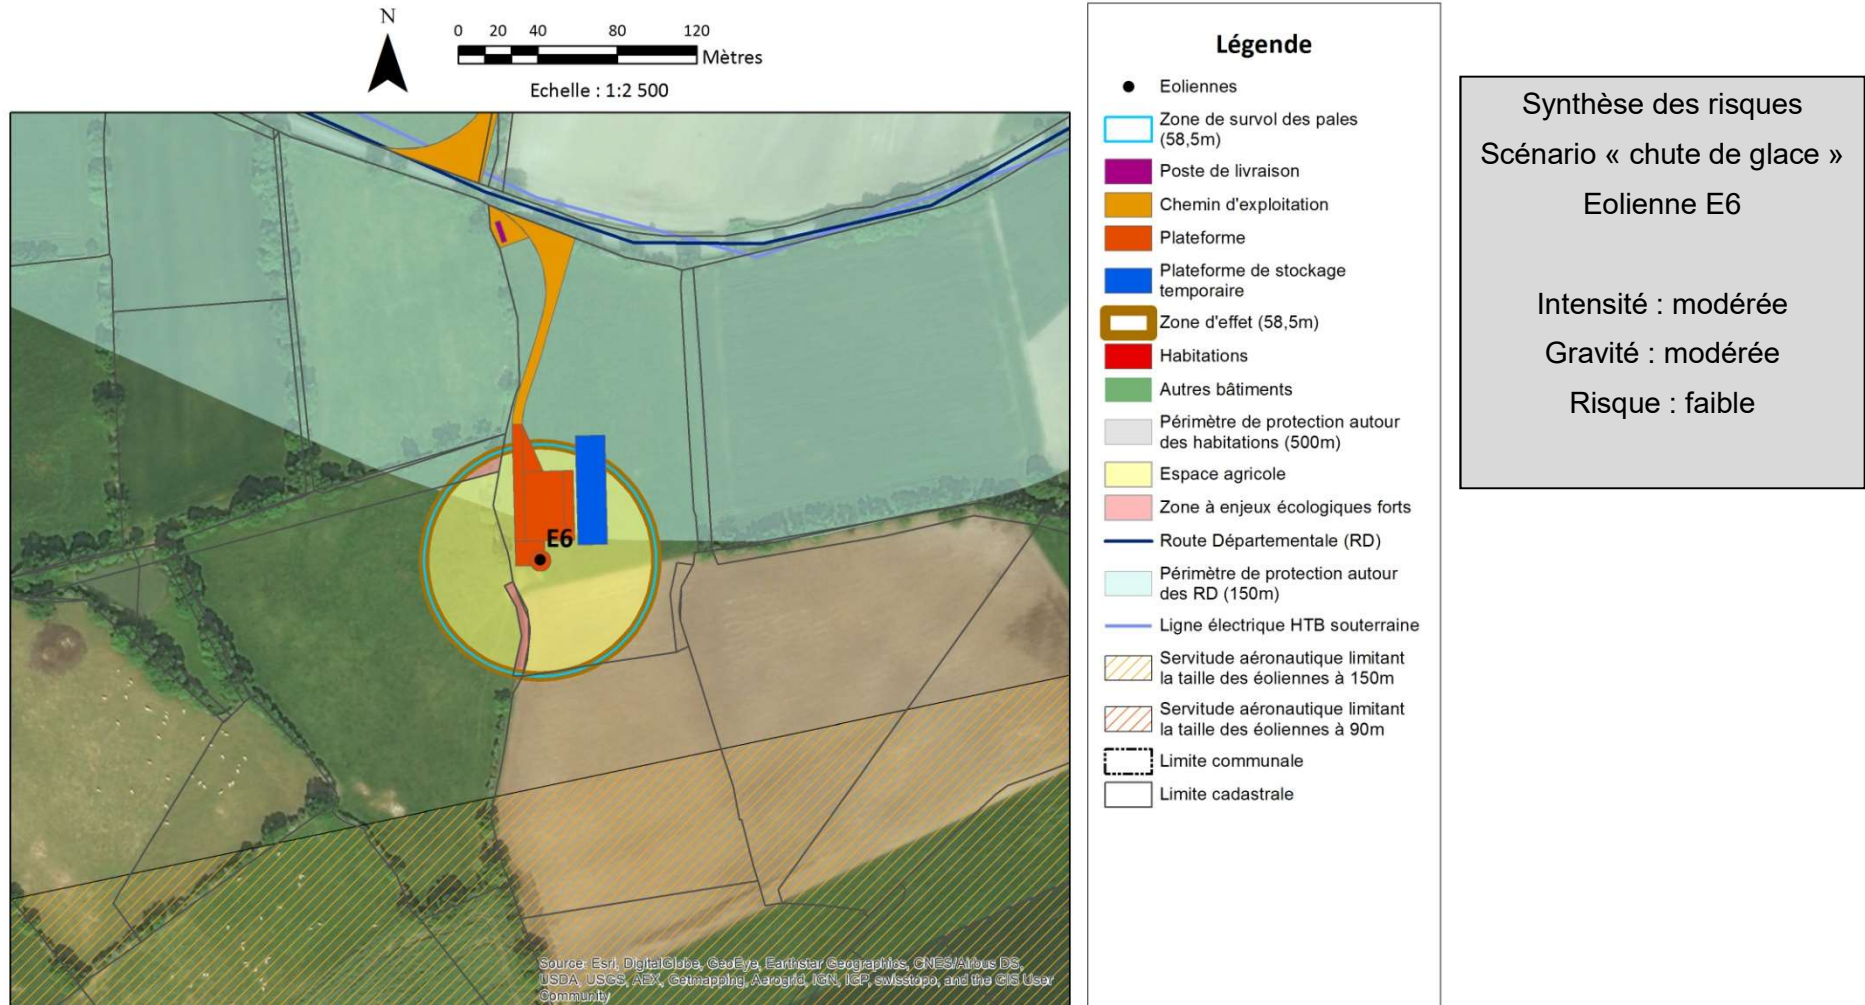 N
0 20 40 80 120
Mètres
Echelle : 1:2 500
E6
Source: Esri, DigitalGlobe, GeoEye, Earthstar Geographics, CNES/Airbus DS,
USDA, USGS, AEX, Getmapping, Aerogrid, IGN, IGP, swisstopo, and the GIS User
Community
Légende
Eoliennes
Zone de survol des pales
(58,5m)
Poste de livraison
Chemin d'exploitation
Plateforme
Plateforme de stockage
temporaire
Zone d'effet (58,5m)
Habitations
Autres bâtiments
Périmètre de protection autour
des habitations (500m)
Espace agricole
Zone à enjeux écologiques forts
Route Départementale (RD)
Périmètre de protection autour
des RD (150m)
Ligne électrique HTB souterraine
Servitude aéronautique limitant
la taille des éoliennes à 150m
Servitude aéronautique limitant
la taille des éoliennes à 90m
Limite communale
Limite cadastrale
Synthèse des risques
Scénario « chute de glace »
Eolienne E6
Intensité : modérée
Gravité : modérée
Risque : faible